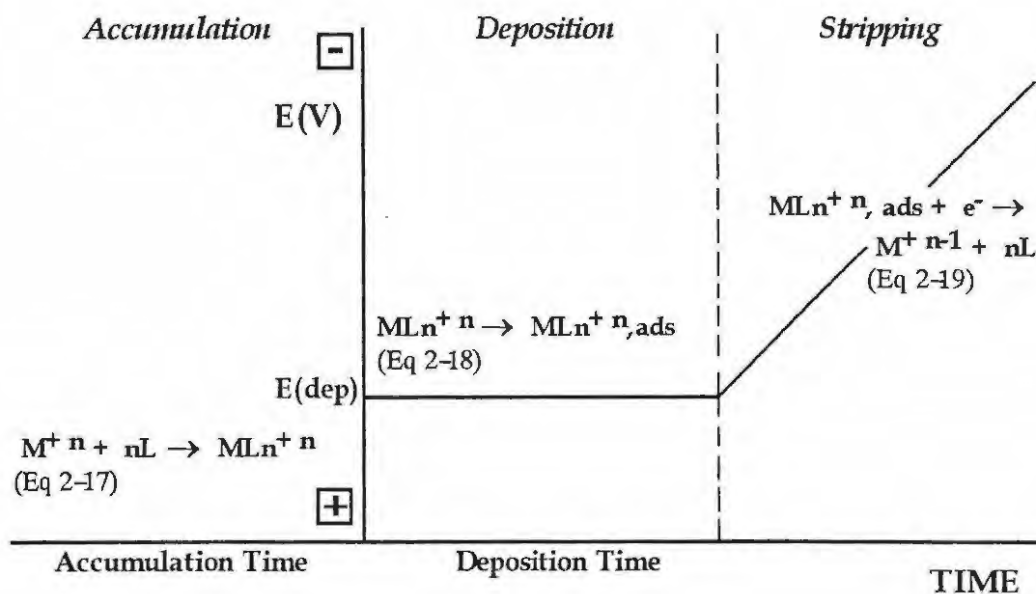 Accumulation
Deposition
Stripping
-
E(V)
MLn+ n, ads + e- →
M+ n-1 + nL
(Eq 2-19)
MLn+ n → MLn+ n,ads
(Eq 2-18)
E(dep)
M+ n + nL → MLn+ n
(Eq 2-17)
+
Accumulation Time
Deposition Time
TIME